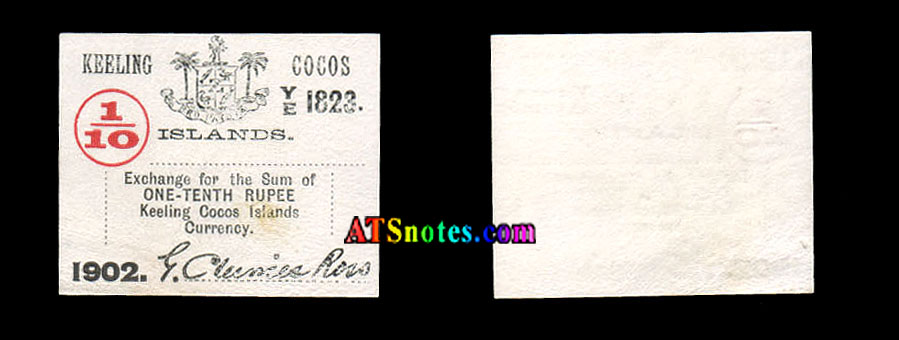 KEELING COCOS
YE 1823.
1/10
ISLANDS.
Exchange for the Sum of
ONE-TENTH RUPEE
Keeling Cocos Islands
Currency.
1902. G. Clunies Ross
ATSnotes.com